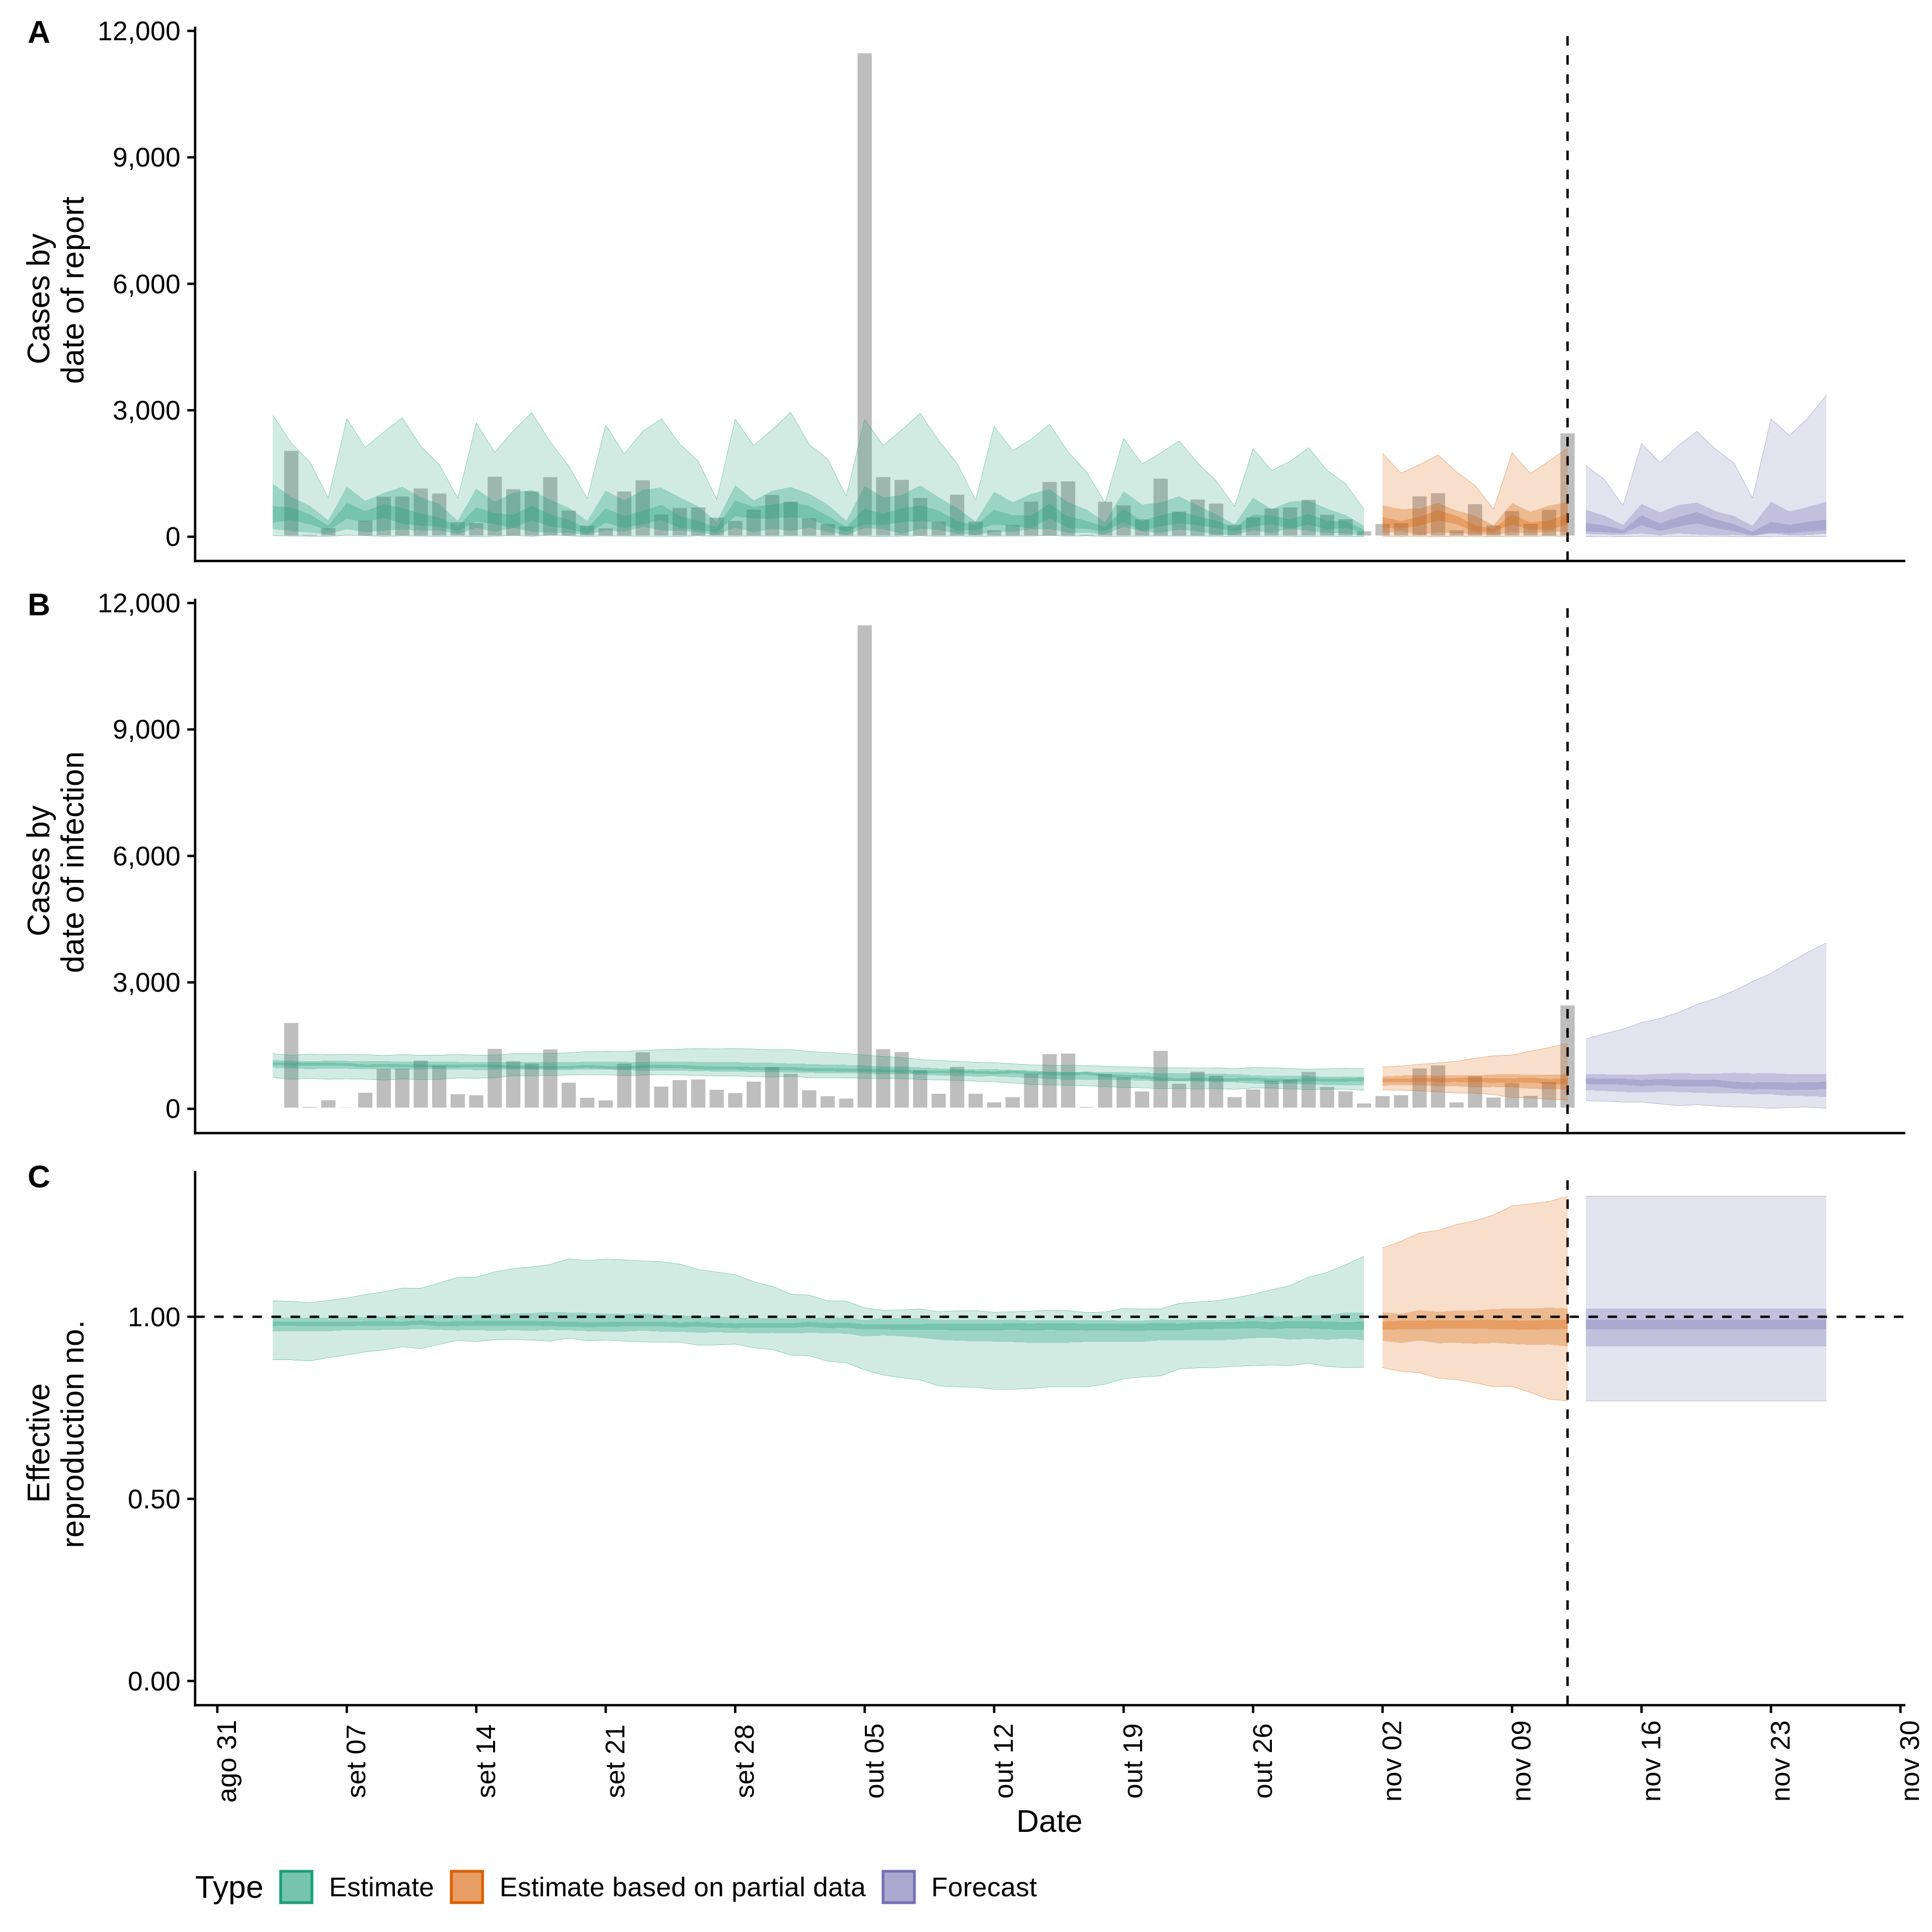 A
12,000
9,000
6,000
3,000
0
Cases by
date of report
B
12,000
9,000
6,000
3,000
0
Cases by
date of infection
C
1.00
0.50
0.00
Effective
reproduction no.
ago 31
set 07
set 14
set 21
set 28
out 05
out 12
out 19
out 26
nov 02
nov 09
nov 16
nov 23
nov 30
Date
Type Estimate Estimate based on partial data Forecast